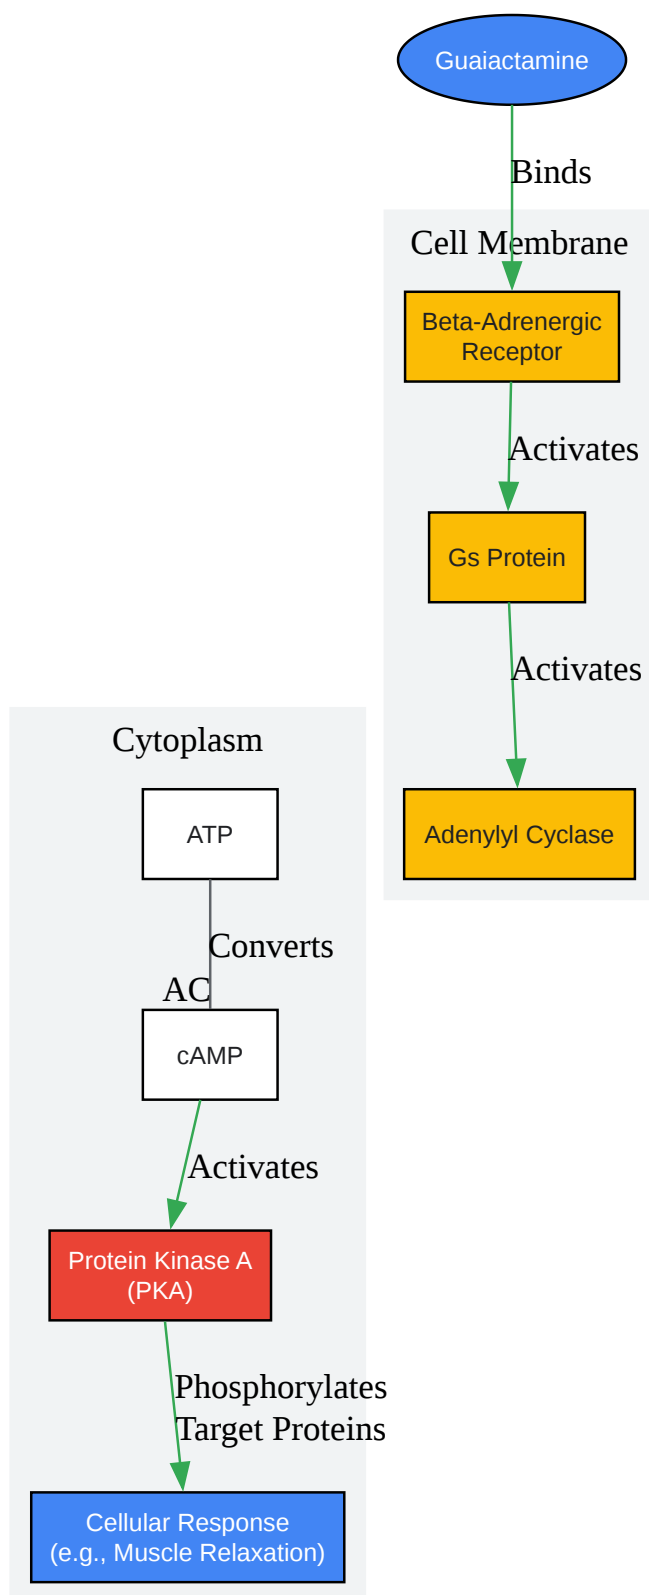 Guaiactamine
Binds
Cell Membrane
Beta-Adrenergic
Receptor
Activates
Gs Protein
Activates
Adenylyl Cyclase
Cytoplasm
ATP
Converts
AC
cAMP
Activates
Protein Kinase A
(PKA)
Phosphorylates
Target Proteins
Cellular Response
(e.g., Muscle Relaxation)